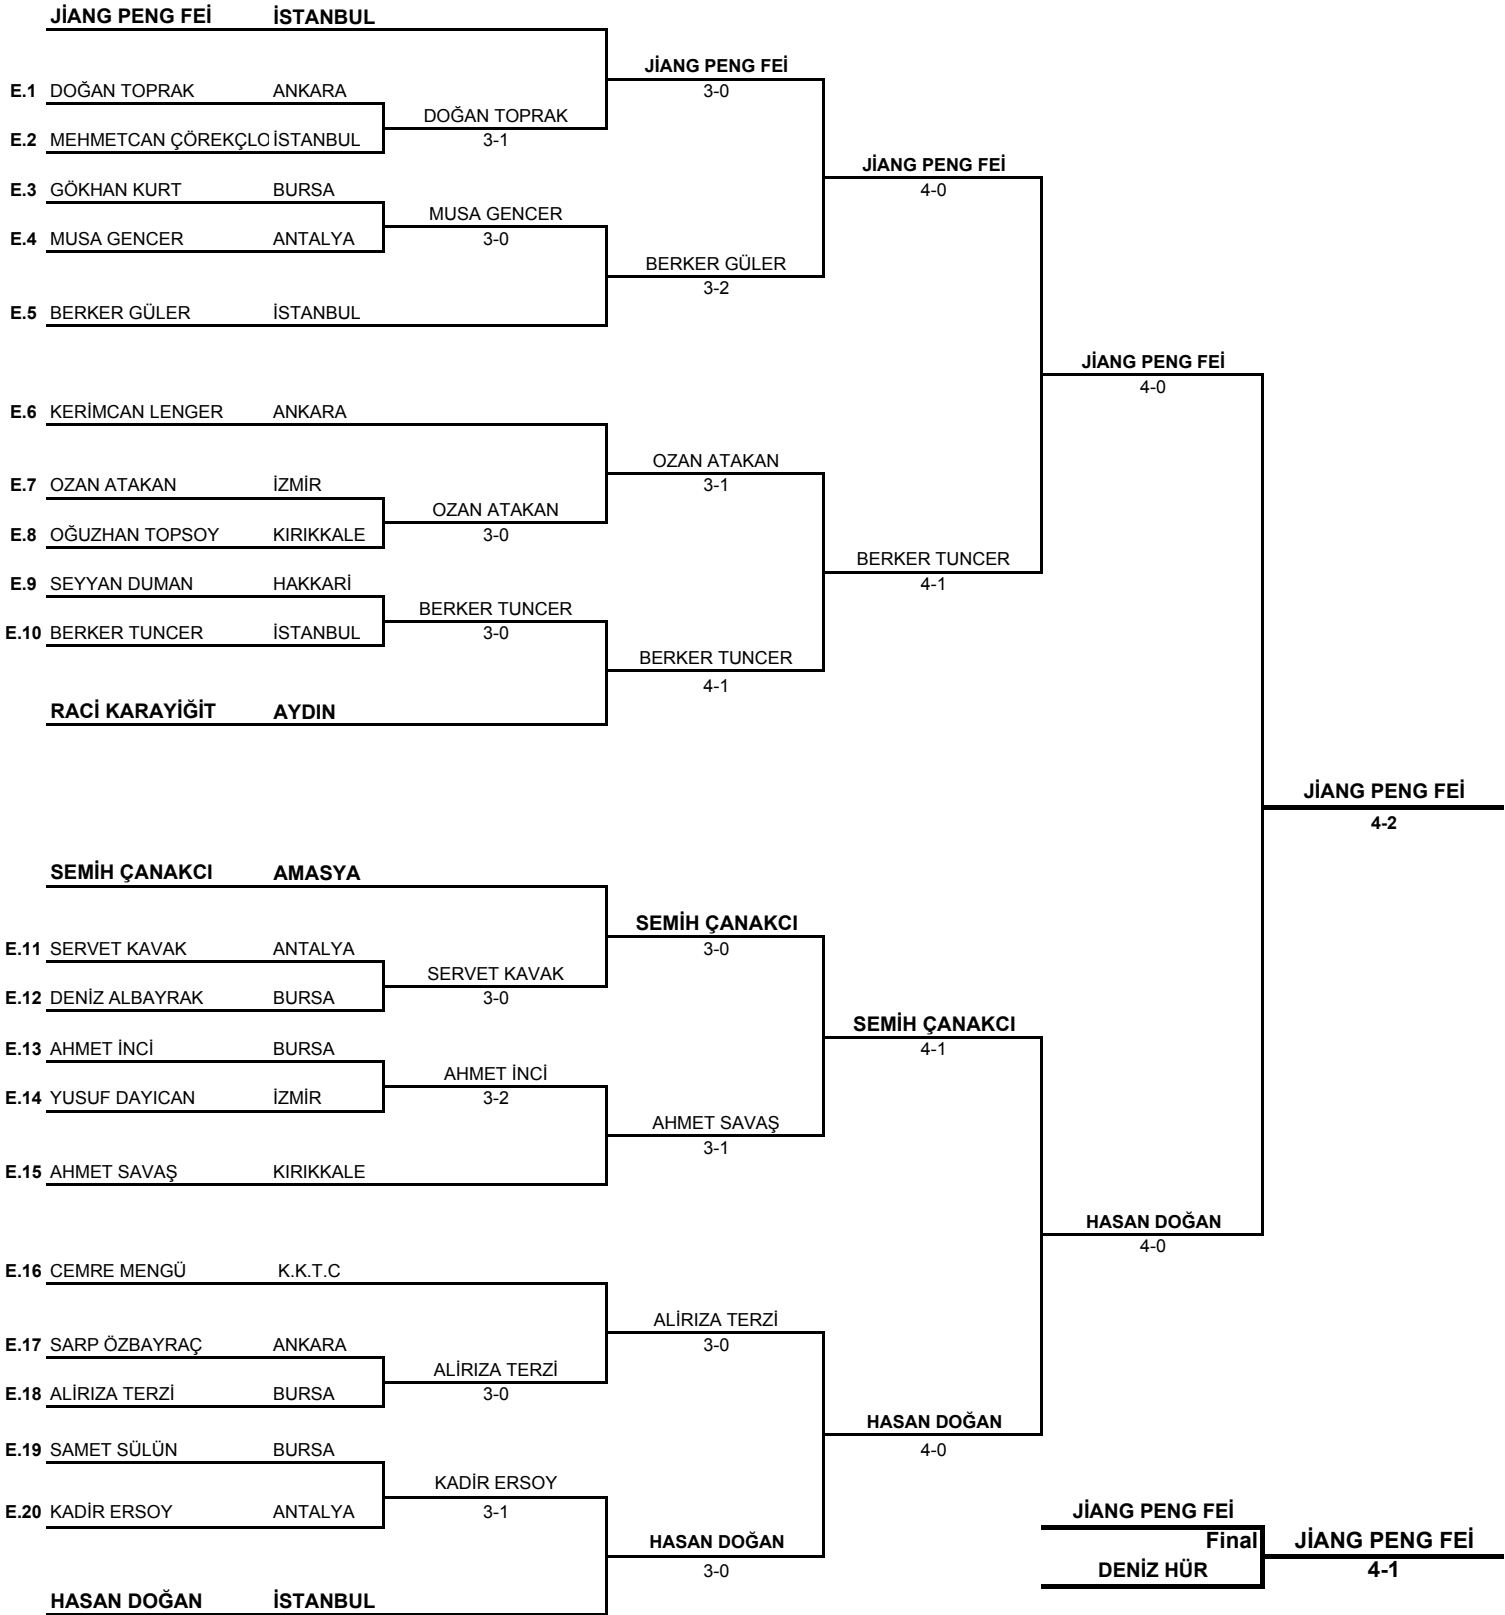 JİANG PENG FEİ İSTANBUL
JİANG PENG FEİ
3-0
E.1 DOĞAN TOPRAK ANKARA
DOĞAN TOPRAK
3-1
E.2 MEHMETCAN ÇÖREKÇLO İSTANBUL
JİANG PENG FEİ
4-0
E.3 GÖKHAN KURT BURSA
MUSA GENCER
3-0
E.4 MUSA GENCER ANTALYA
BERKER GÜLER
3-2
E.5 BERKER GÜLER İSTANBUL
JİANG PENG FEİ
4-0
E.6 KERİMCAN LENGER ANKARA
OZAN ATAKAN
3-1
E.7 OZAN ATAKAN İZMİR
OZAN ATAKAN
3-0
E.8 OĞUZHAN TOPSOY KIRIKKALE
BERKER TUNCER
4-1
E.9 SEYYAN DUMAN HAKKARİ
BERKER TUNCER
3-0
E.10 BERKER TUNCER İSTANBUL
BERKER TUNCER
4-1
RACİ KARAYİĞİT AYDIN
JİANG PENG FEİ
4-2
SEMİH ÇANAKCI AMASYA
SEMİH ÇANAKCI
3-0
E.11 SERVET KAVAK ANTALYA
SERVET KAVAK
3-0
E.12 DENİZ ALBAYRAK BURSA
SEMİH ÇANAKCI
4-1
E.13 AHMET İNCİ BURSA
AHMET İNCİ
3-2
E.14 YUSUF DAYICAN İZMİR
AHMET SAVAŞ
3-1
E.15 AHMET SAVAŞ KIRIKKALE
HASAN DOĞAN
4-0
E.16 CEMRE MENGÜ K.K.T.C
ALİRIZA TERZİ
3-0
E.17 SARP ÖZBAYRAÇ ANKARA
ALİRIZA TERZİ
3-0
E.18 ALİRIZA TERZİ BURSA
HASAN DOĞAN
4-0
E.19 SAMET SÜLÜN BURSA
KADİR ERSOY
3-1
E.20 KADİR ERSOY ANTALYA
HASAN DOĞAN
3-0
HASAN DOĞAN İSTANBUL
JİANG PENG FEİ
Final
JİANG PENG FEİ
DENİZ HÜR
4-1